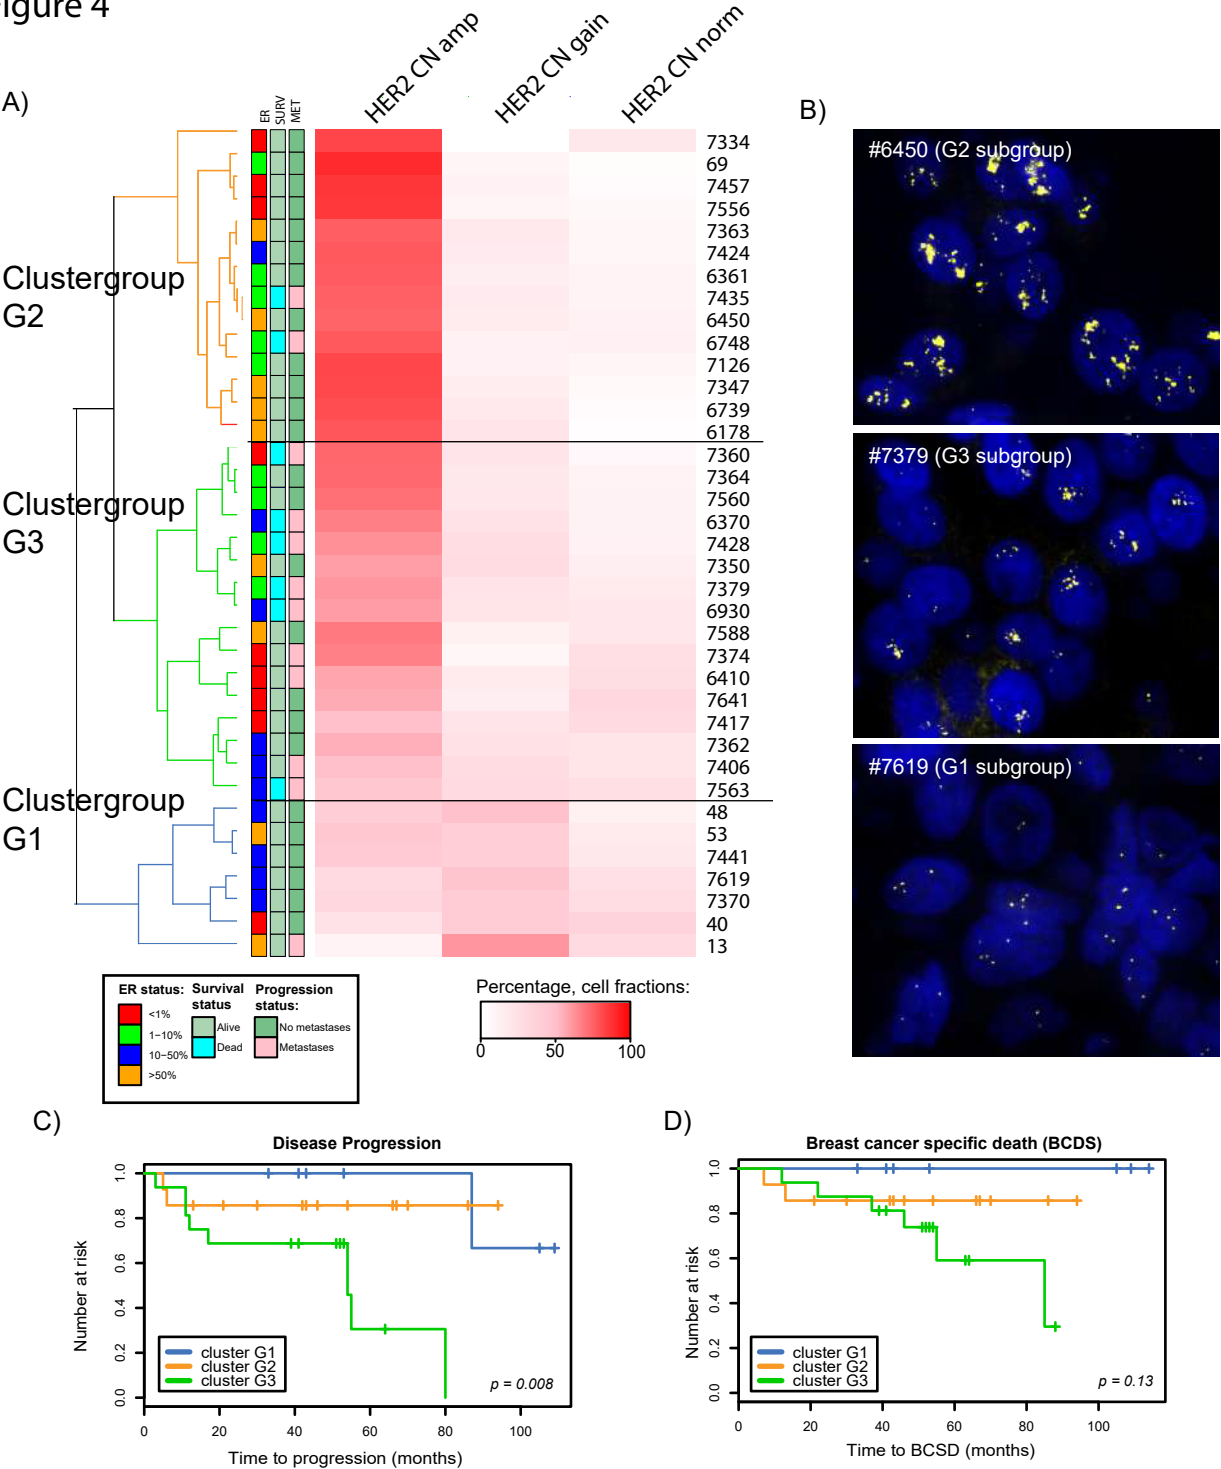 Figure 4
A)
ER
SURV
MET
HER2 CN amp
HER2 CN gain
HER2 CN norm
Clustergroup
G2
Clustergroup
G3
Clustergroup
G1
7334
69
7457
7556
7363
7424
6361
7435
6450
6748
7126
7347
6739
6178
7360
7364
7560
6370
7428
7350
7379
6930
7588
7374
6410
7641
7417
7362
7406
7563
48
53
7441
7619
7370
40
13
ER status:
<1%
1–10%
10–50%
>50%
Survival
status
Alive
Dead
Progression
status:
No metastases
Metastases
Percentage, cell fractions:
0 50 100
B)
#6450 (G2 subgroup)
#7379 (G3 subgroup)
#7619 (G1 subgroup)
C)
Disease Progression
Number at risk
1.0
0.8
0.6
0.4
0.2
0.0
cluster G1
cluster G2
cluster G3
p = 0.008
0 20 40 60 80 100
Time to progression (months)
D)
Breast cancer specific death (BCDS)
Number at risk
1.0
0.8
0.6
0.4
0.2
0.0
cluster G1
cluster G2
cluster G3
p = 0.13
0 20 40 60 80 100
Time to BCSD (months)